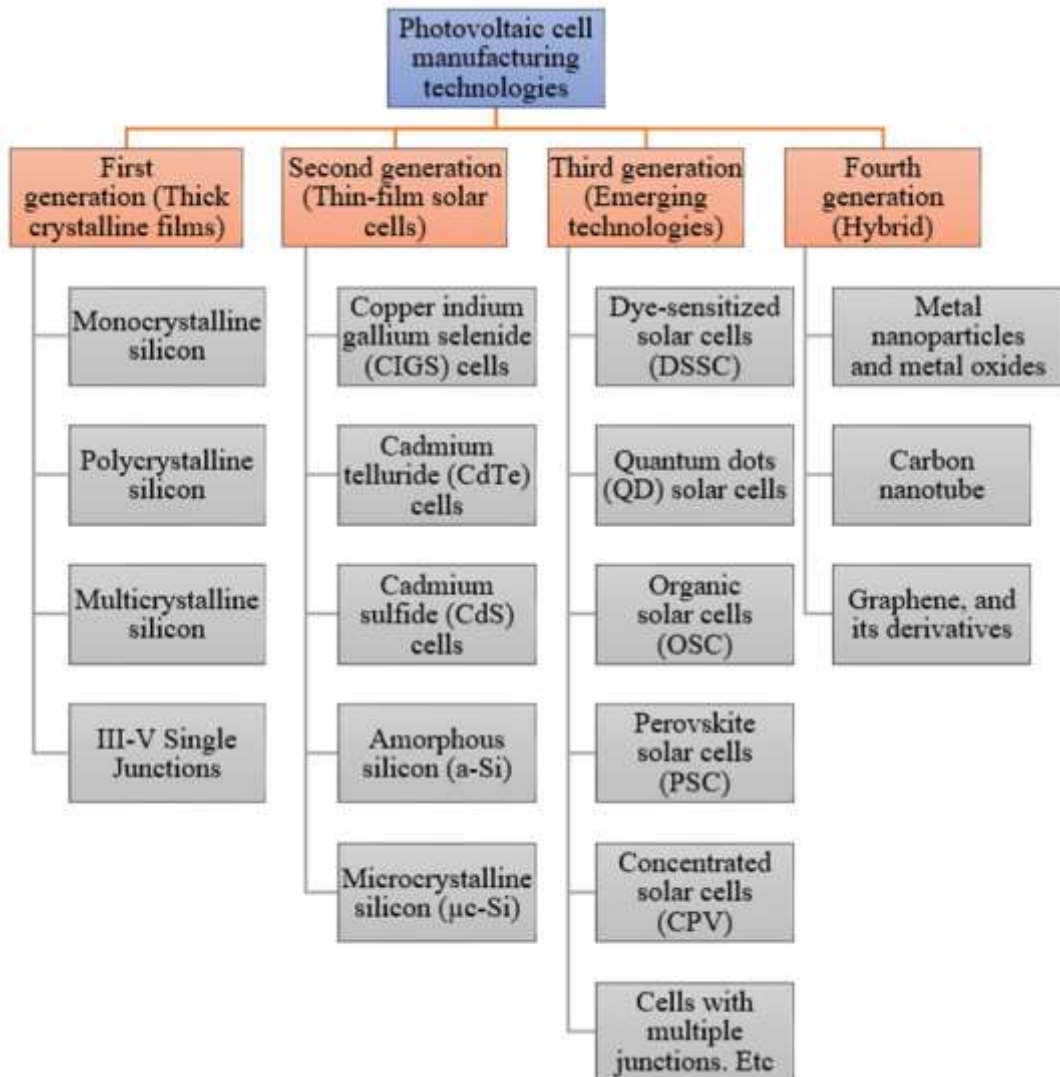 Photovoltaic cell
manufacturing
technologies
First
generation (Thick
crystalline films)
Second generation
(Thin-film solar
cells)
Third generation
(Emerging
technologies)
Fourth
generation
(Hybrid)
Monocrystalline
silicon
Polycrystalline
silicon
Multicrystalline
silicon
III-V Single
Junctions
Copper indium
gallium selenide
(CIGS) cells
Cadmium
telluride (CdTe)
cells
Cadmium
sulfide (CdS)
cells
Amorphous
silicon (a-Si)
Microcrystalline
silicon (µc-Si)
Dye-sensitized
solar cells
(DSSC)
Quantum dots
(QD) solar cells
Organic
solar cells
(OSC)
Perovskite
solar cells
(PSC)
Concentrated
solar cells
(CPV)
Cells with
multiple
junctions. Etc
Metal
nanoparticles
and metal oxides
Carbon
nanotube
Graphene, and
its derivatives